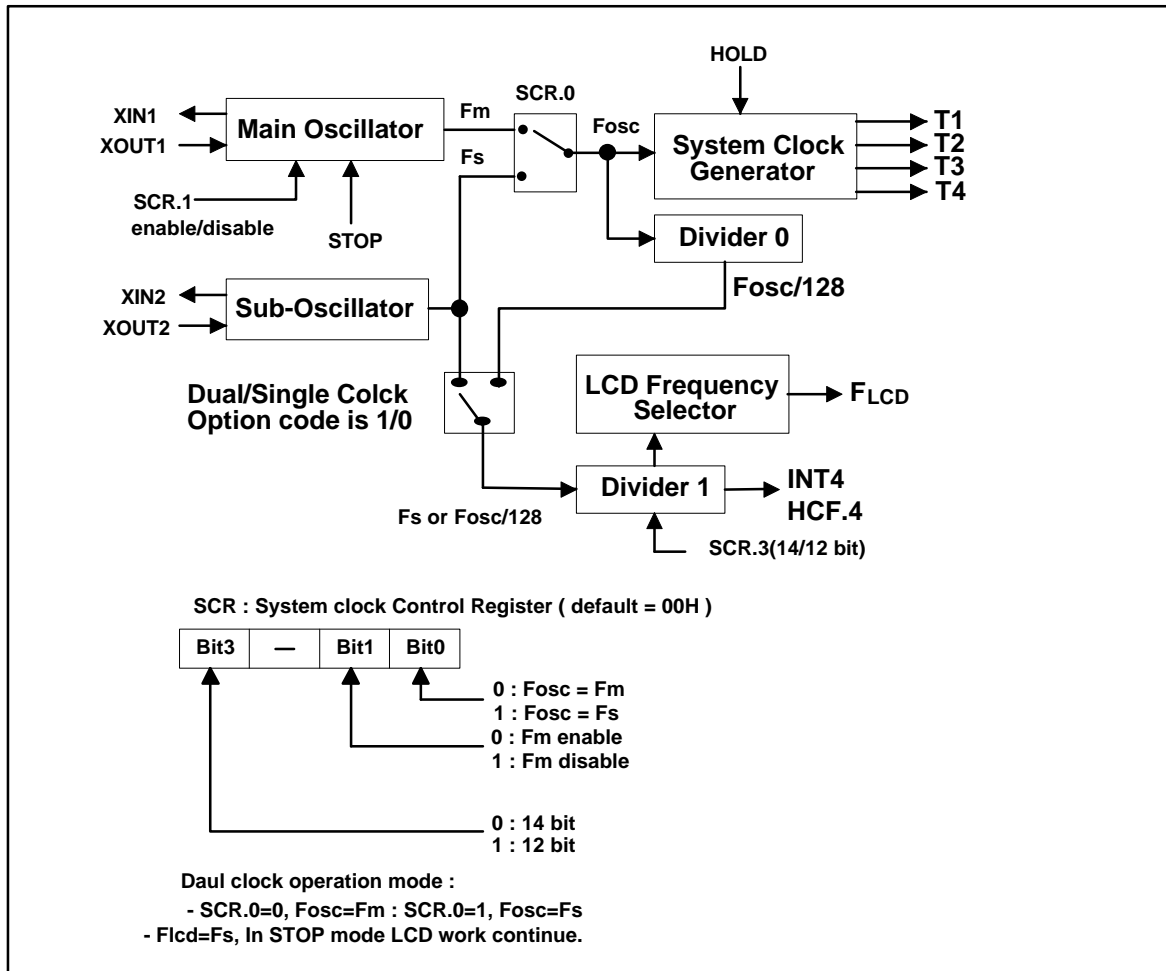 HOLD
SCR.0
XIN1
Main Oscillator
Fm
Fosc
System Clock
Generator
T1
T2
T3
T4
XOUT1
Fs
SCR.1
enable/disable
STOP
Divider 0
XIN2
Sub-Oscillator
XOUT2
Fosc/128
Dual/Single Colck
Option code is 1/0
LCD Frequency
Selector
FLCD
Divider 1
INT4
HCF.4
Fs or Fosc/128
SCR.3(14/12 bit)
SCR : System clock Control Register ( default = 00H )
Bit3 — Bit1 Bit0
0 : Fosc = Fm
1 : Fosc = Fs
0 : Fm enable
1 : Fm disable
0 : 14 bit
1 : 12 bit
Daul clock operation mode :
- SCR.0=0, Fosc=Fm : SCR.0=1, Fosc=Fs
- Flcd=Fs, In STOP mode LCD work continue.